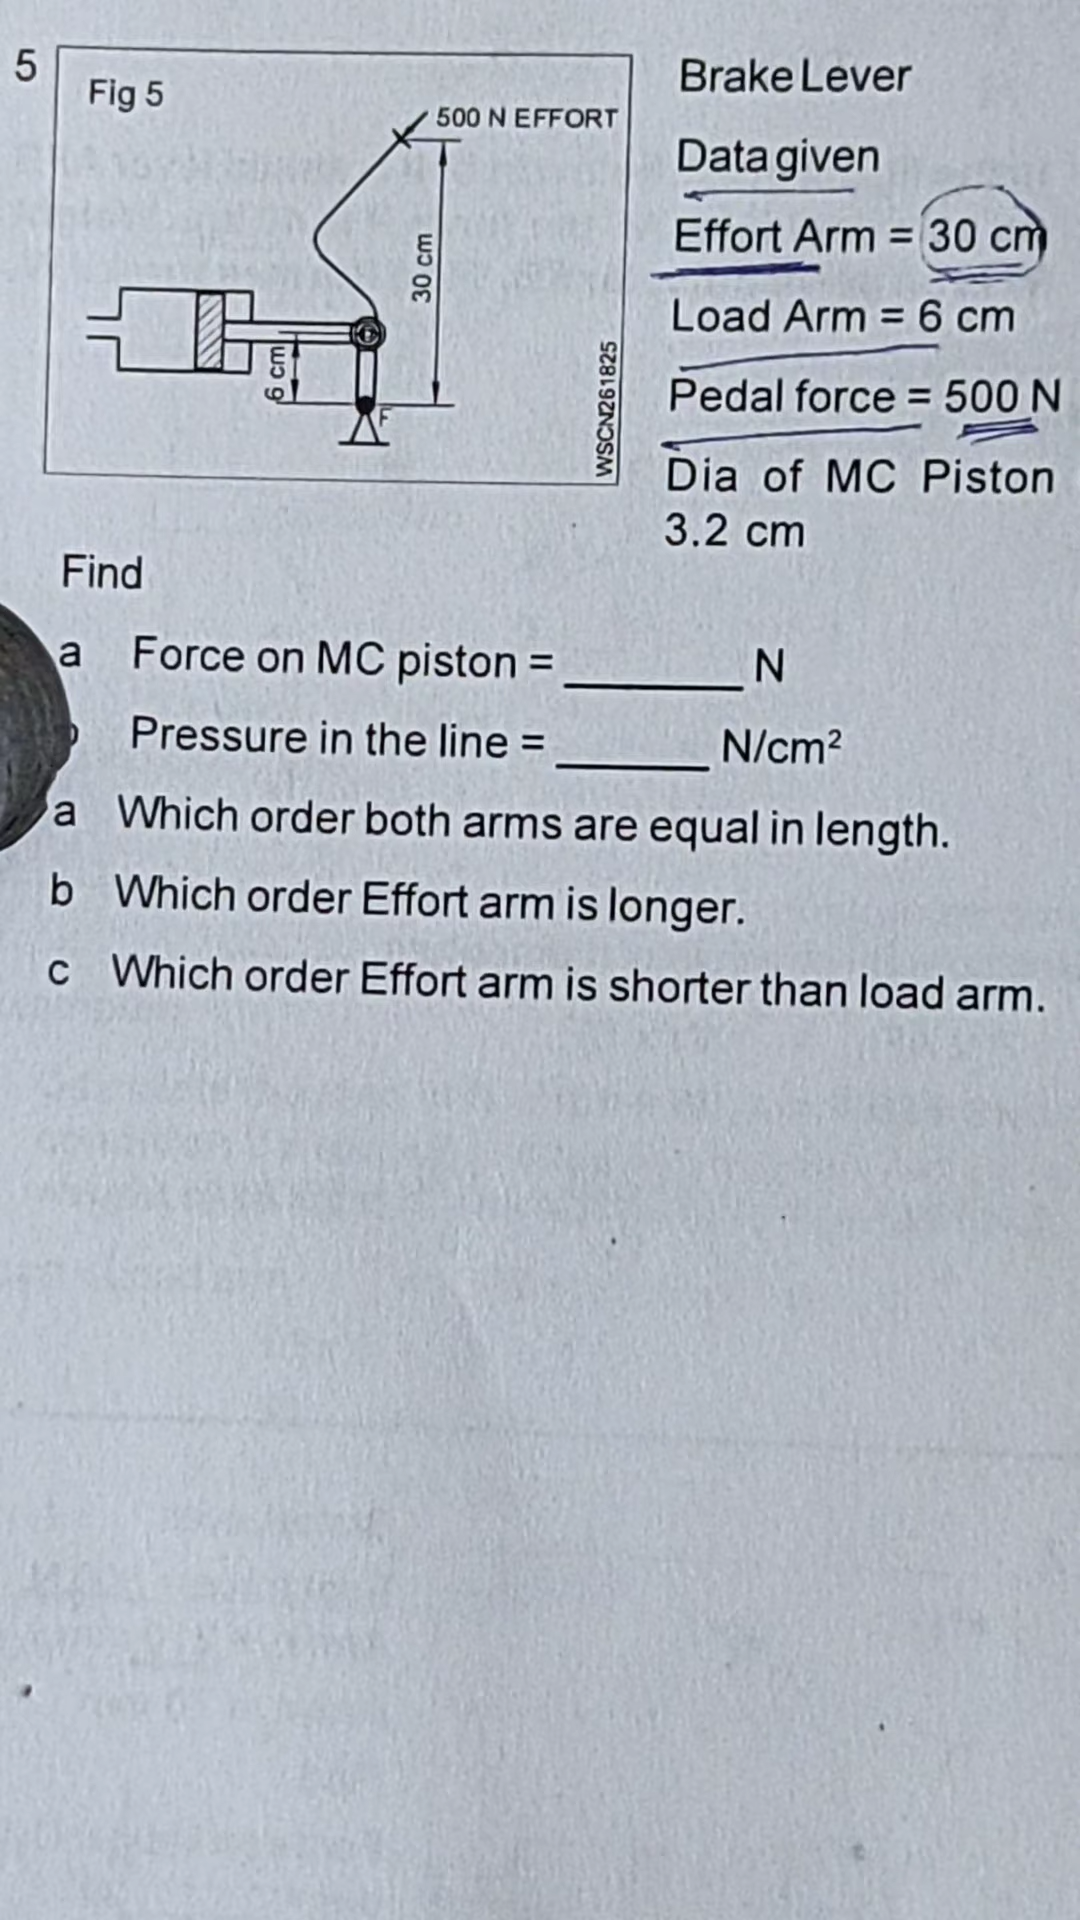 5
Fig 5
500 N EFFORT
30 cm
6 cm
F
WSCN261825
Brake Lever
Data given
Effort Arm = 30 cm
Load Arm = 6 cm
Pedal force = 500 N
Dia of MC Piston
3.2 cm
Find
a Force on MC piston = ________ N
Pressure in the line = _______ N/cm²
a Which order both arms are equal in length.
b Which order Effort arm is longer.
c Which order Effort arm is shorter than load arm.